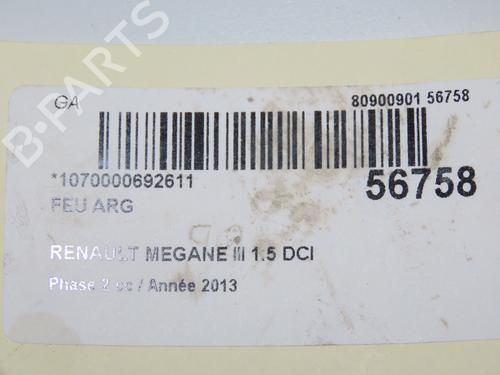 GA
80900901 56758
*1070000692611
56758
FEU ARG
RENAULT MEGANE III 1.5 DCI
Phase 2 cc / Année 2013
B-PARTS